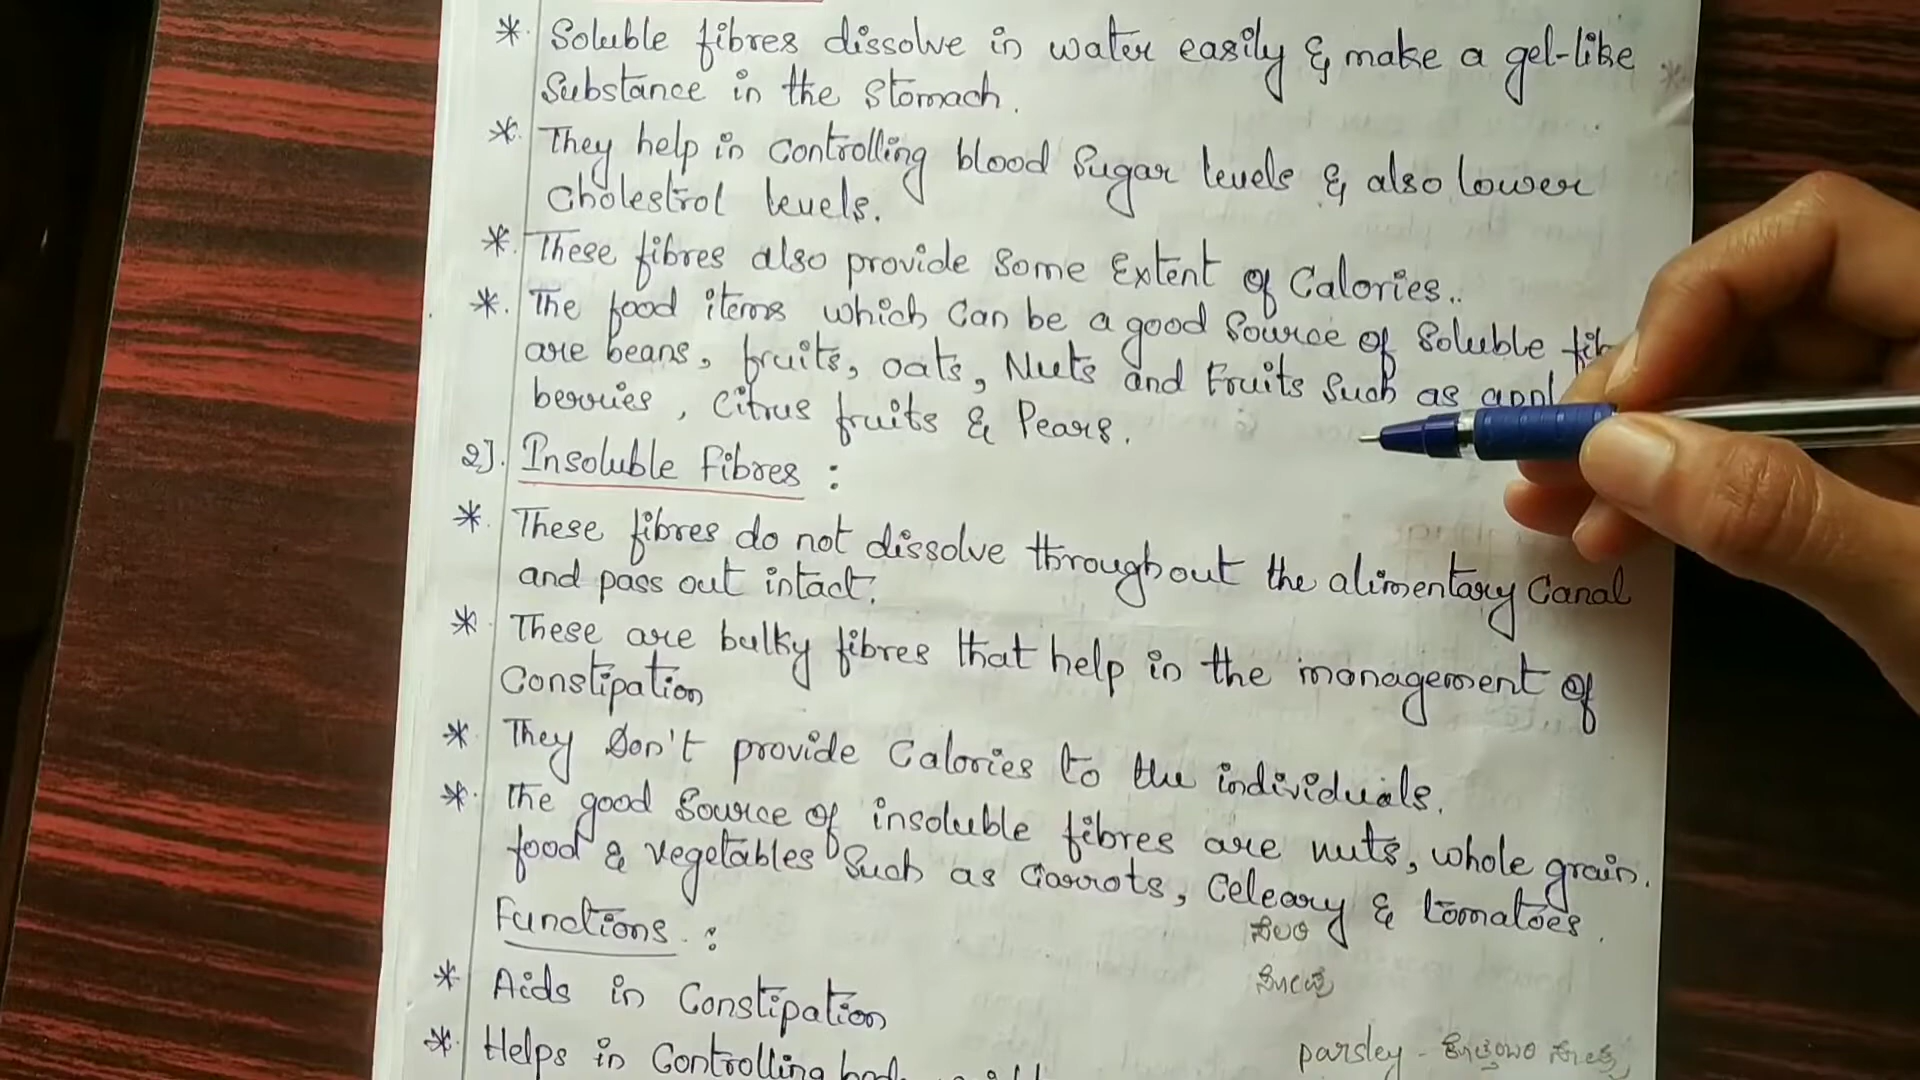 * Soluble fibres dissolve in water easily & make a gel-like
Substance in the Stomach.
* They help in Controlling blood Sugar levels & also lower
Cholestrol levels.
* These fibres also provide Some Extent of Calories..
* The food items which Can be a good Source of Soluble fib
are beans, fruits, oats, Nuts and Fruits Such as appl
berries, Citrus fruits & Pears.
2]. Insoluble Fibres :
* These fibres do not dissolve throughout the alimentary Canal
and pass out intact.
* These are bulky fibres that help in the management of
Constipation
* They Don't provide Calories to the individuals.
* The good Source of insoluble fibres are nuts, whole grain.
food & vegetables Such as Carrots, Celeary & tomatoes.
Functions :
* Aids in Constipation
* Helps in Controlling
parsley -